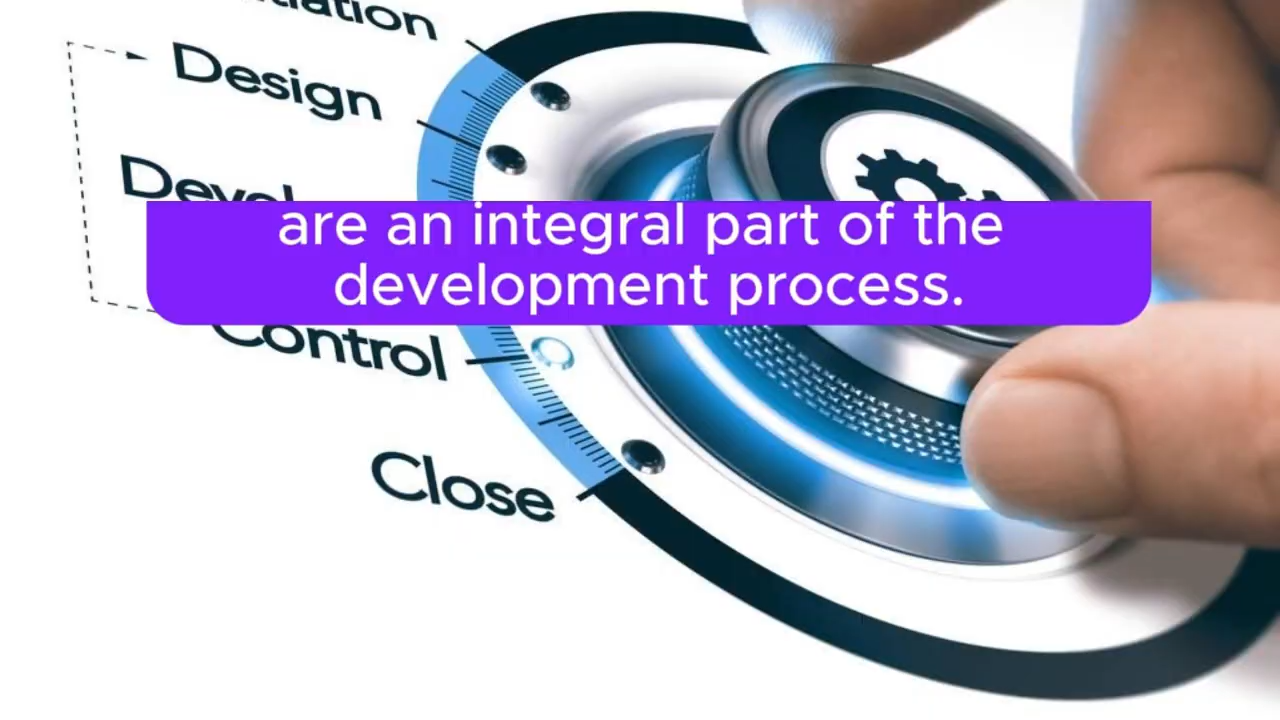 Design
are an integral part of the
development process.
Control
Close